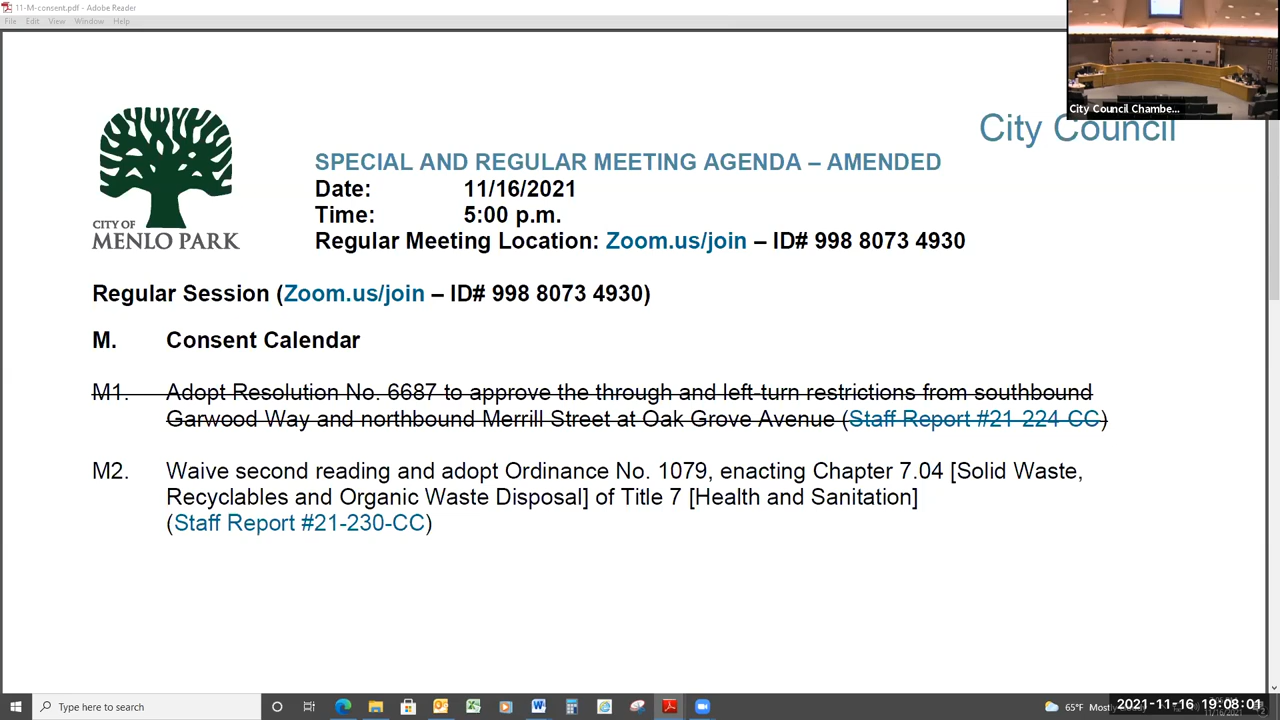 11-M-consent.pdf - Adobe Reader
File Edit View Window Help
City Council Chambe...
City Council
SPECIAL AND REGULAR MEETING AGENDA – AMENDED
Date: 11/16/2021
Time: 5:00 p.m.
Regular Meeting Location: Zoom.us/join – ID# 998 8073 4930
CITY OF
MENLO PARK
Regular Session (Zoom.us/join – ID# 998 8073 4930)
M. Consent Calendar
M1. Adopt Resolution No. 6687 to approve the through and left-turn restrictions from southbound
Garwood Way and northbound Merrill Street at Oak Grove Avenue (Staff Report #21-224-CC)
M2. Waive second reading and adopt Ordinance No. 1079, enacting Chapter 7.04 [Solid Waste,
Recyclables and Organic Waste Disposal] of Title 7 [Health and Sanitation]
(Staff Report #21-230-CC)
Type here to search
65°F Mostly
2021-11-16 19:08:01